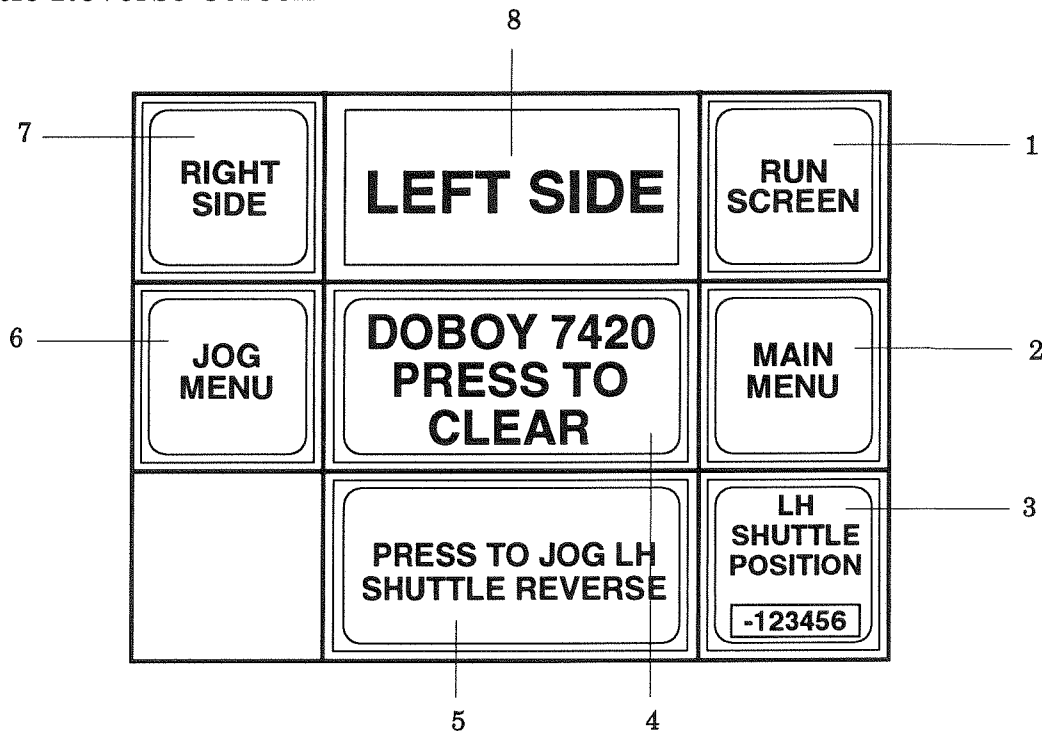 8
7
RIGHT
SIDE
LEFT SIDE
RUN
SCREEN
1
6
JOG
MENU
DOBOY 7420
PRESS TO
CLEAR
MAIN
MENU
2
PRESS TO JOG LH
SHUTTLE REVERSE
LH
SHUTTLE
POSITION
-123456
3
5
4